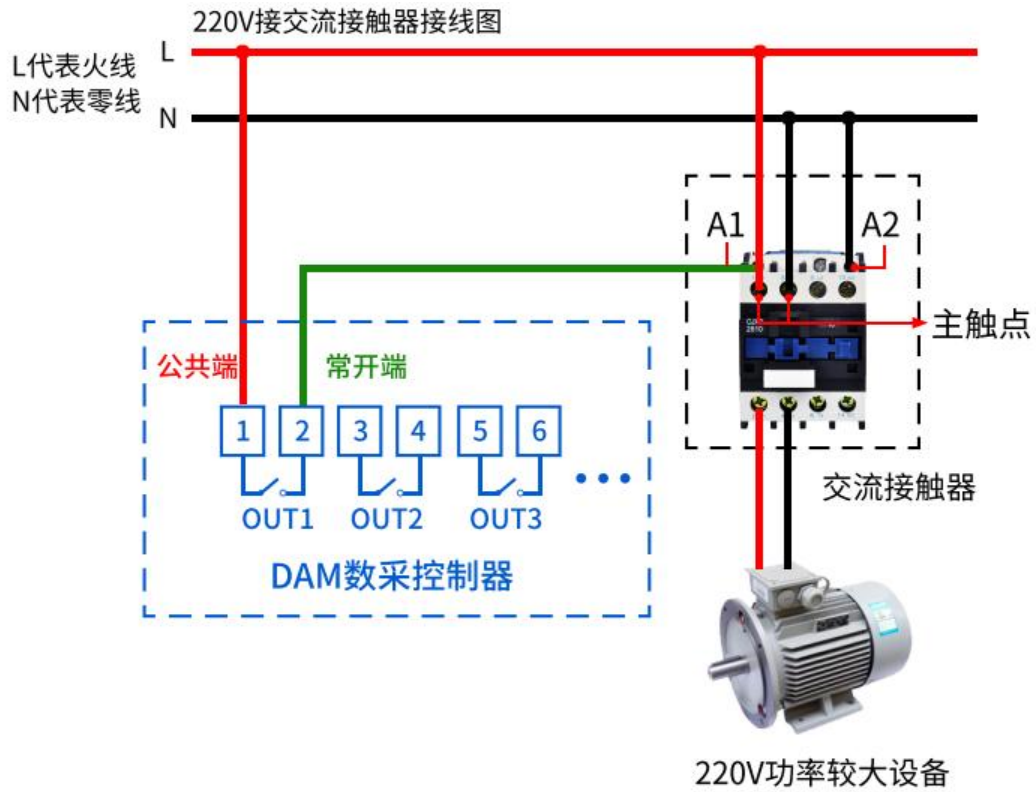 220V接交流接触器接线图
L代表火线
N代表零线
L
N
A1
A2
主触点
公共端
常开端
1 2 3 4 5 6
OUT1 OUT2 OUT3
DAM数采控制器
交流接触器
220V功率较大设备